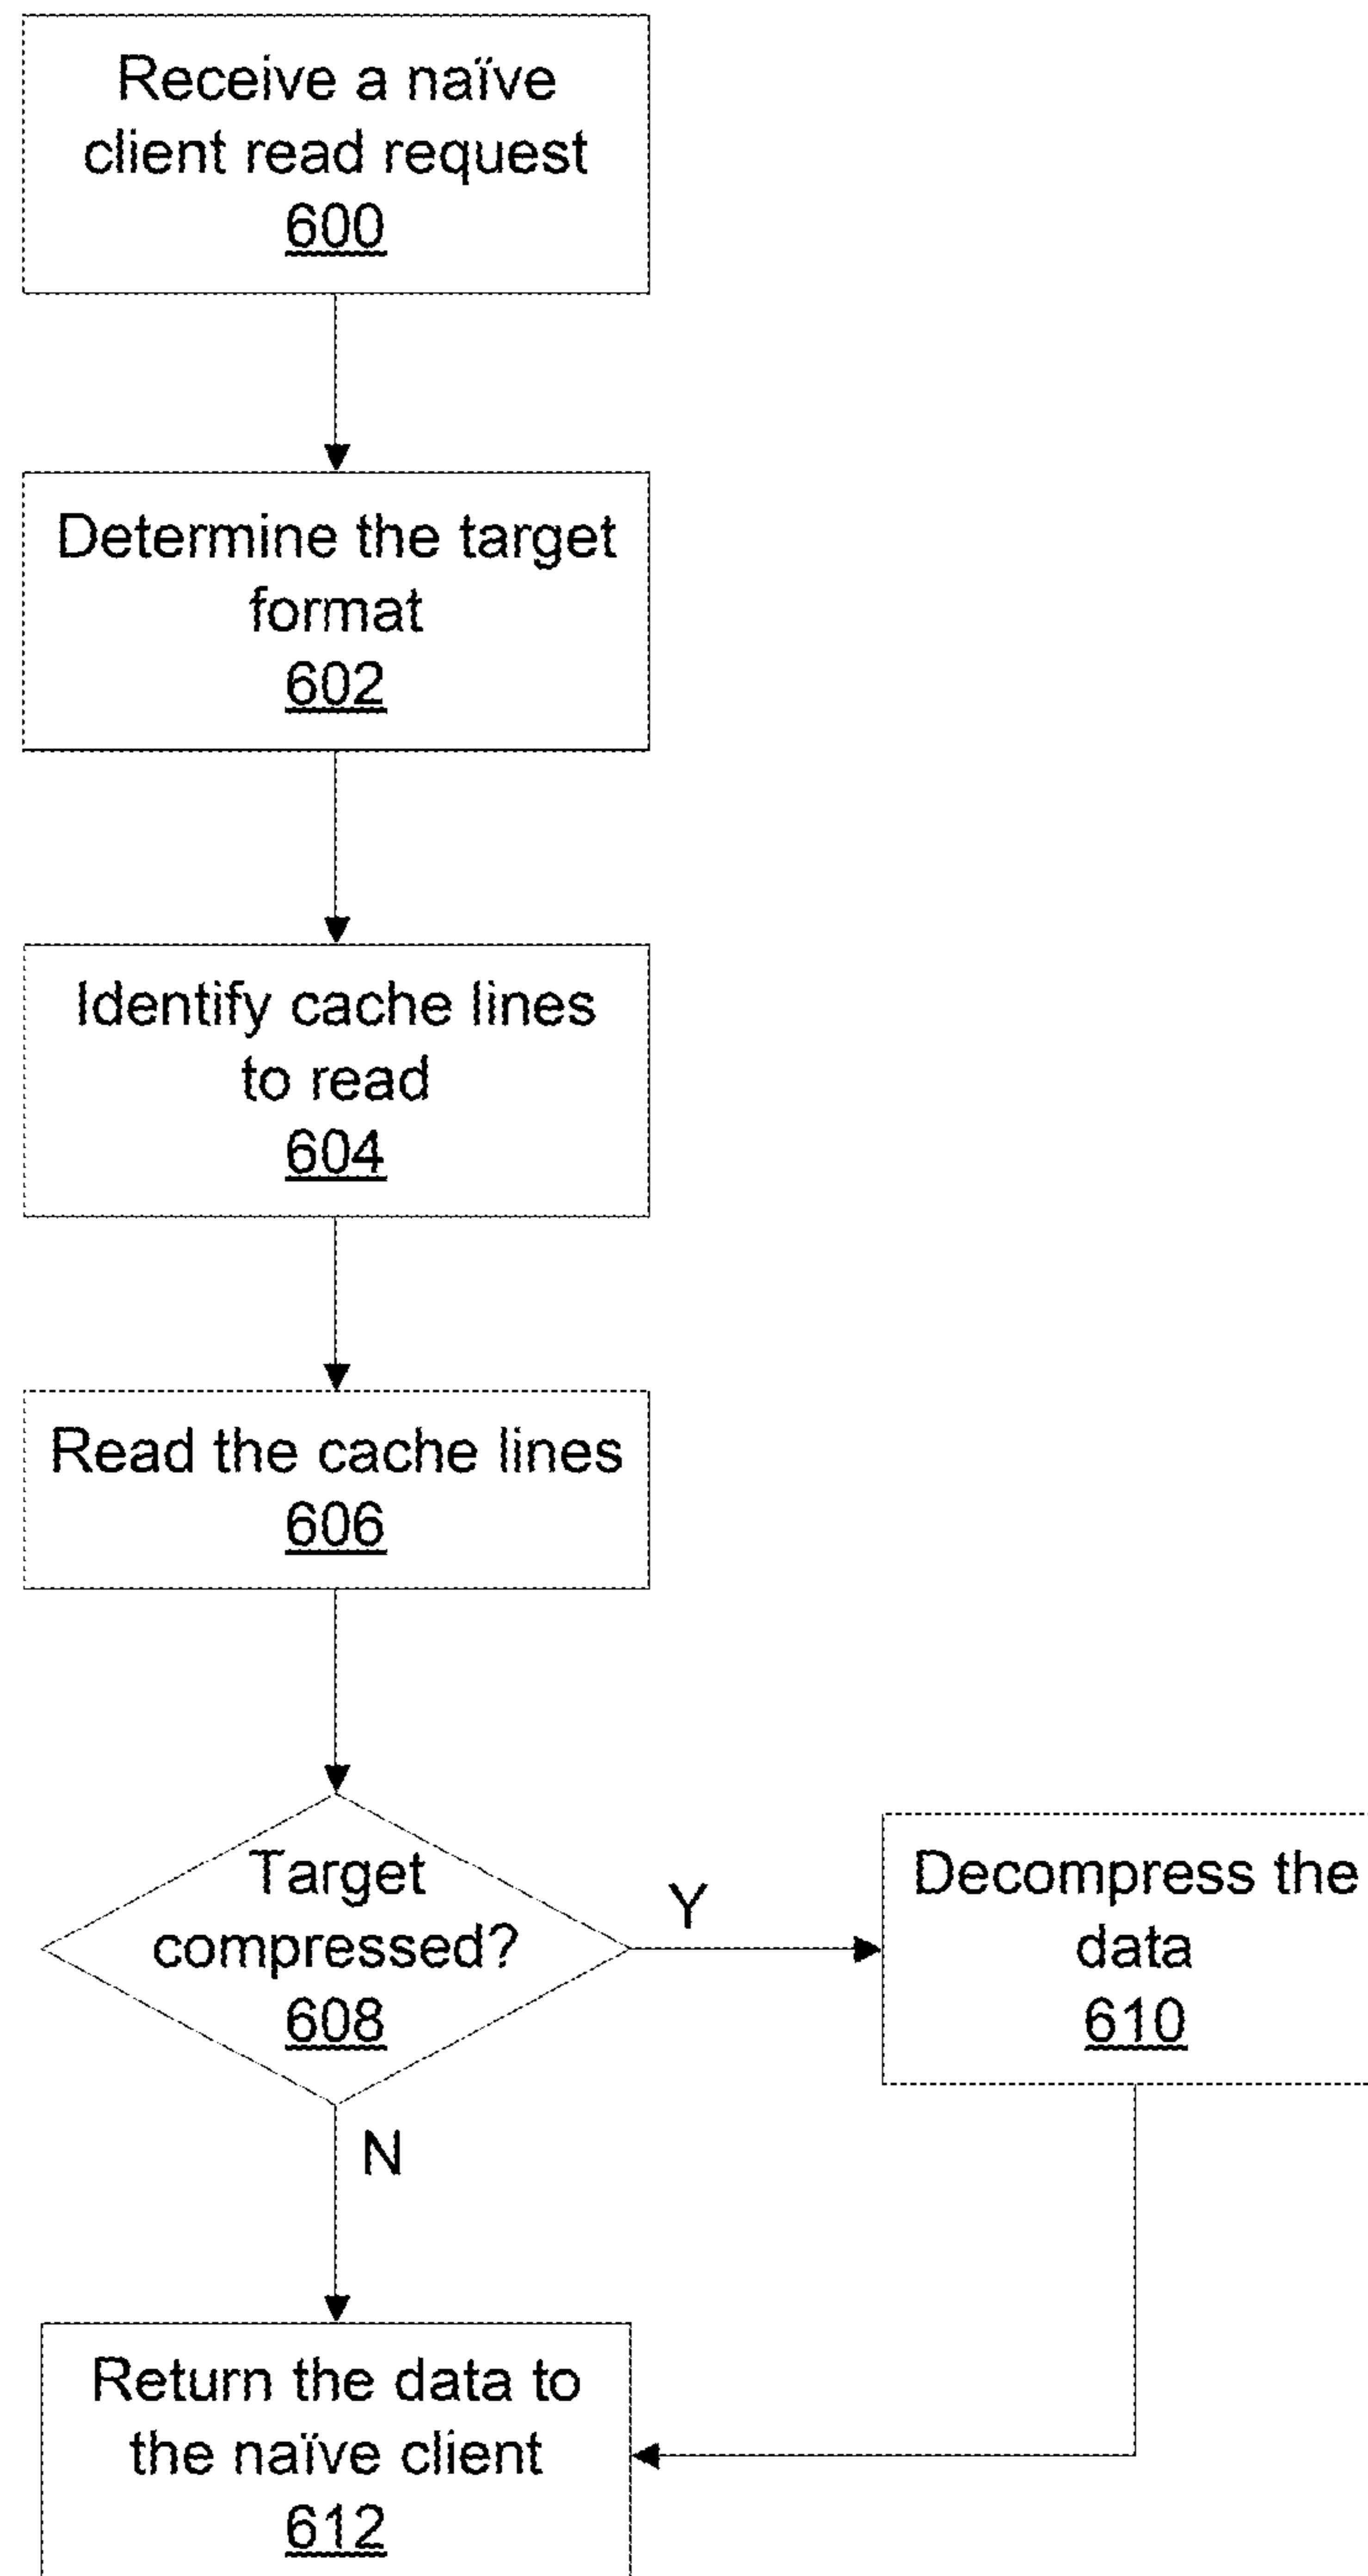 Receive a naïve
client read request
600
Determine the target
format
602
Identify cache lines
to read
604
Read the cache lines
606
Target
compressed?
608
Y
Decompress the
data
610
N
Return the data to
the naïve client
612